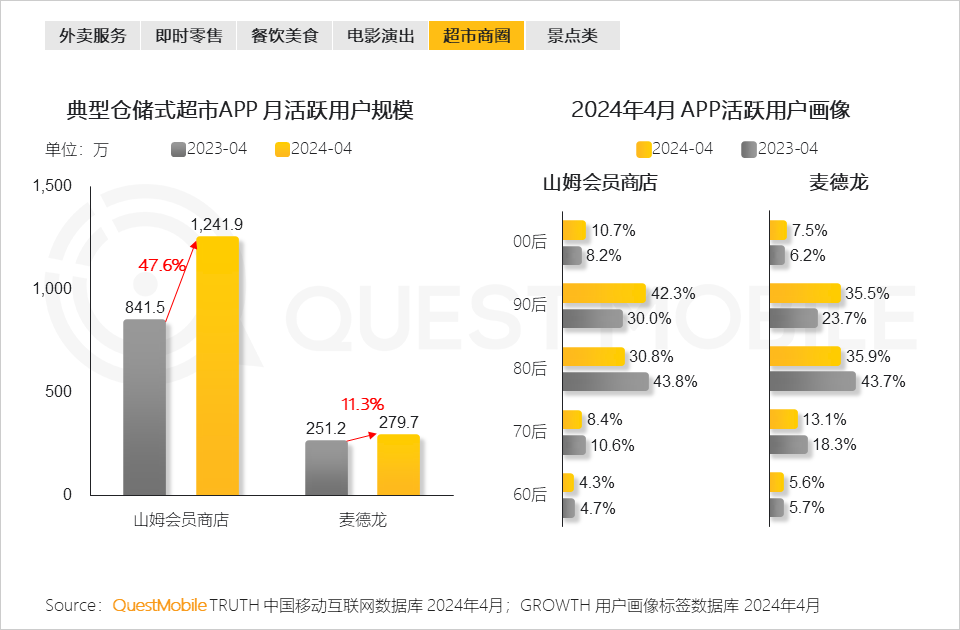 外卖服务 即时零售 餐饮美食 电影演出 超市商圈 景点类
典型仓储式超市APP 月活跃用户规模
单位：万 2023-04 2024-04
1,500
1,000
500
0
841.5
47.6%
1,241.9
251.2
11.3%
279.7
山姆会员商店 麦德龙
2024年4月 APP活跃用户画像
2024-04 2023-04
山姆会员商店 麦德龙
00后 10.7% 7.5%
8.2% 6.2%
90后 42.3% 35.5%
30.0% 23.7%
80后 30.8% 35.9%
43.8% 43.7%
70后 8.4% 13.1%
10.6% 18.3%
60后 4.3% 5.6%
4.7% 5.7%
QUESTMOBILE
Source：QuestMobile TRUTH 中国移动互联网数据库 2024年4月；GROWTH 用户画像标签数据库 2024年4月